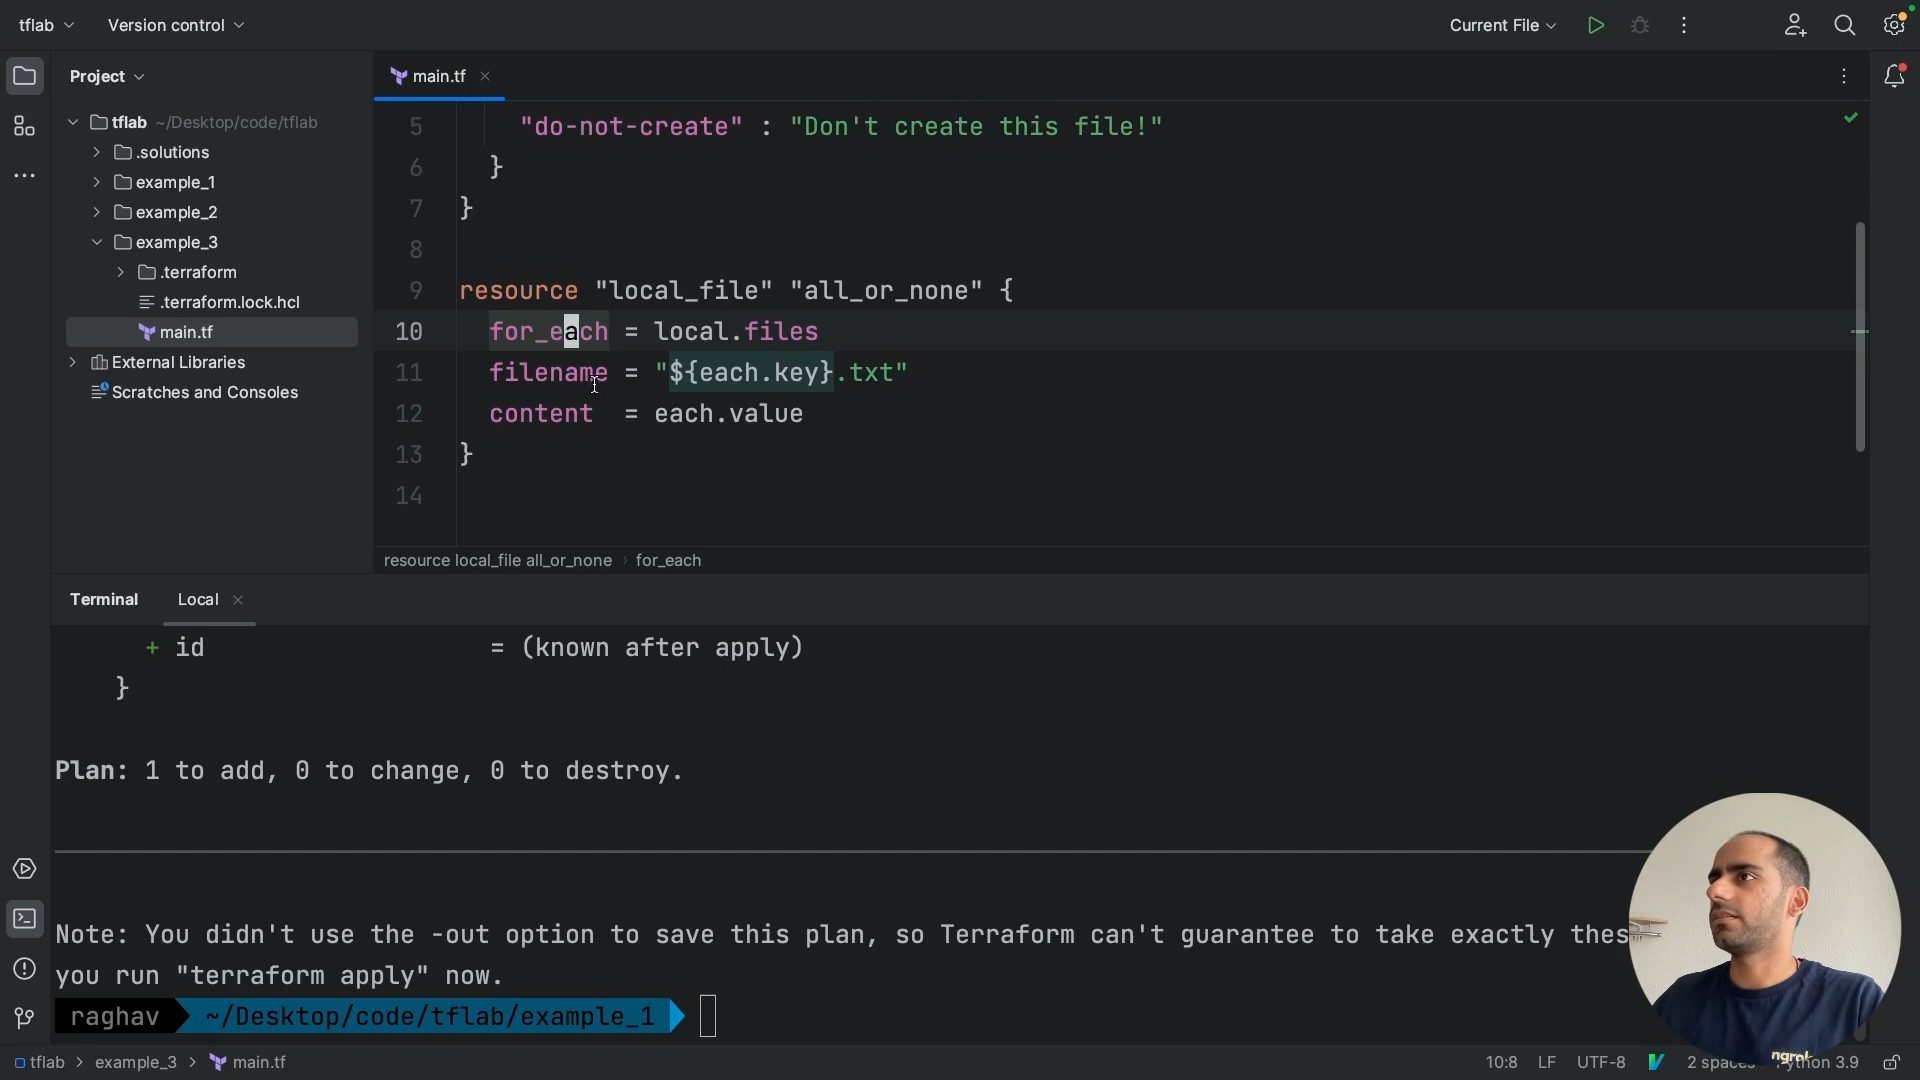 tflab
Version control
Current File
Project
main.tf
tflab ~/Desktop/code/tflab
.solutions
example_1
example_2
example_3
.terraform
.terraform.lock.hcl
main.tf
External Libraries
Scratches and Consoles
5 "do-not-create" : "Don't create this file!"
6 }
7 }
8
9 resource "local_file" "all_or_none" {
10 for_each = local.files
11 filename = "${each.key}.txt"
12 content = each.value
13 }
14
resource local_file all_or_none › for_each
Terminal Local
+ id = (known after apply)
}
Plan: 1 to add, 0 to change, 0 to destroy.
Note: You didn't use the -out option to save this plan, so Terraform can't guarantee to take exactly
you run "terraform apply" now.
raghav ~/Desktop/code/tflab/example_1
tflab > example_3 > main.tf
10:8 LF UTF-8 2 3.9